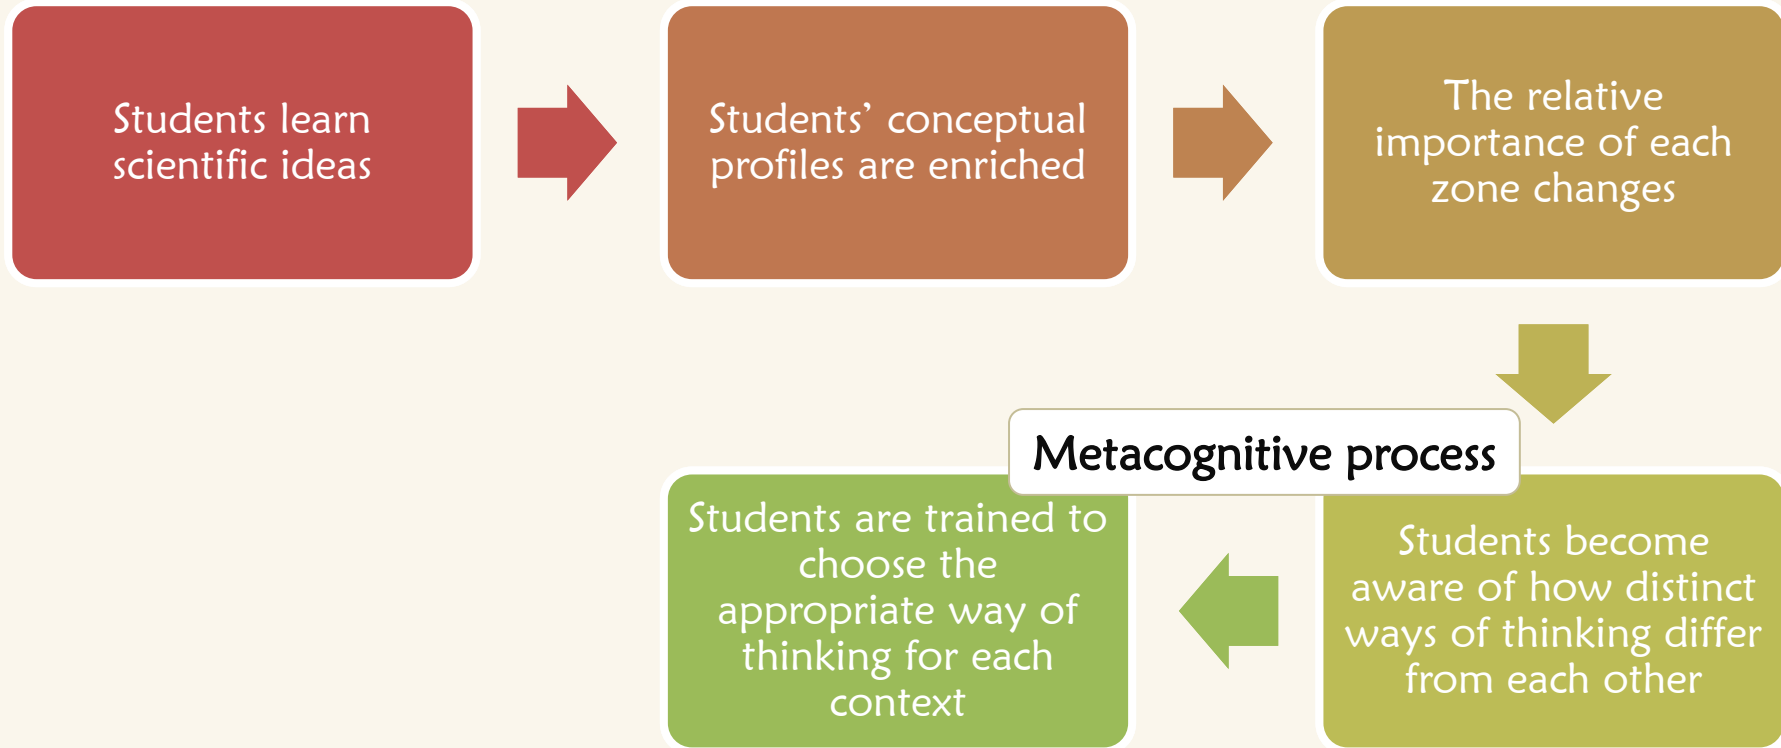 Students learn
scientific ideas
Students’ conceptual
profiles are enriched
The relative
importance of each
zone changes
Metacognitive process
Students become
aware of how distinct
ways of thinking differ
from each other
Students are trained to
choose the
appropriate way of
thinking for each
context